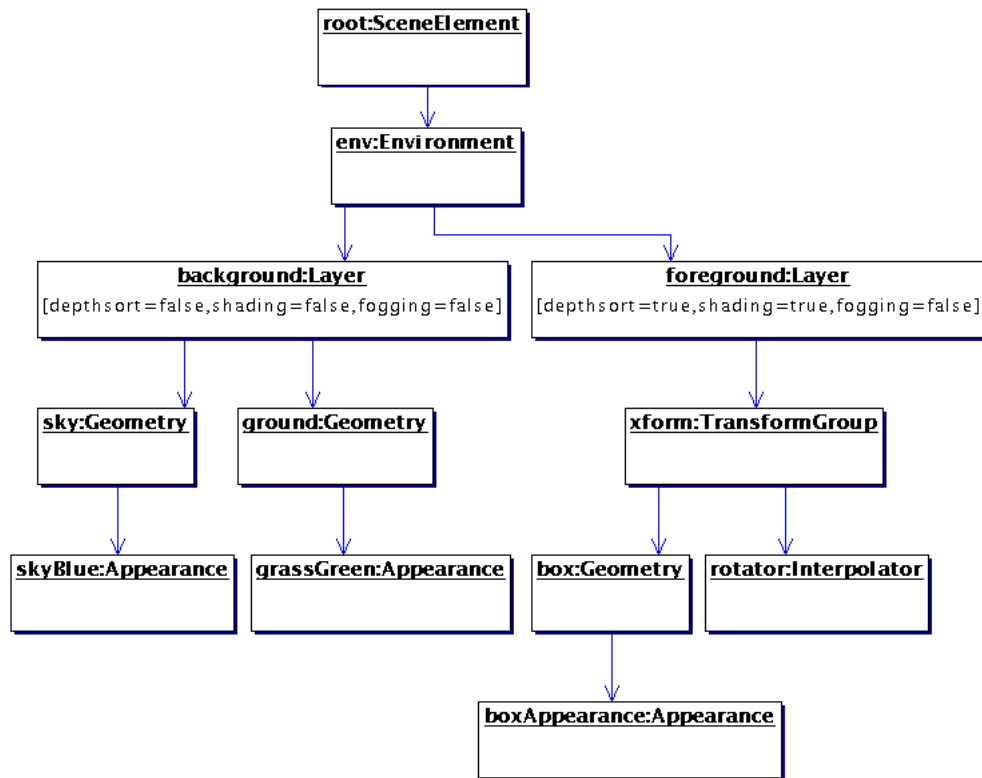 root:SceneElement
env:Environment
background:Layer
[depthsort=false,shading=false,fogging=false]
foreground:Layer
[depthsort=true,shading=true,fogging=false]
sky:Geometry
ground:Geometry
xform:TransformGroup
skyBlue:Appearance
grassGreen:Appearance
box:Geometry
rotator:Interpolator
boxAppearance:Appearance